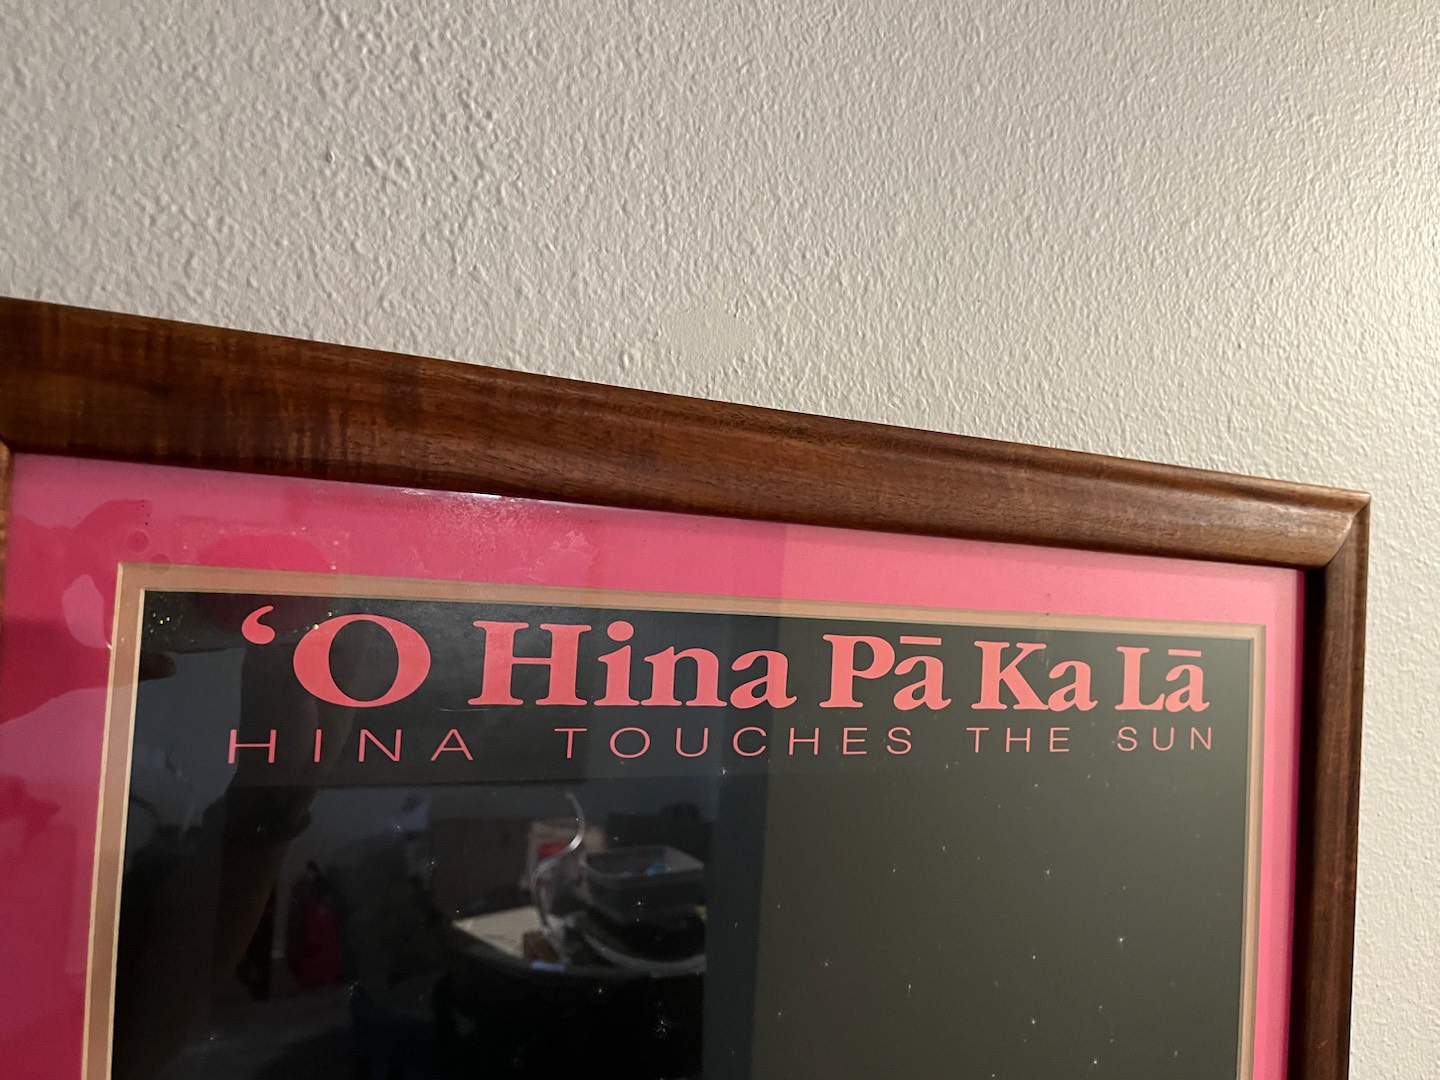 ʻO Hina Pā Ka Lā
HINA TOUCHES THE SUN